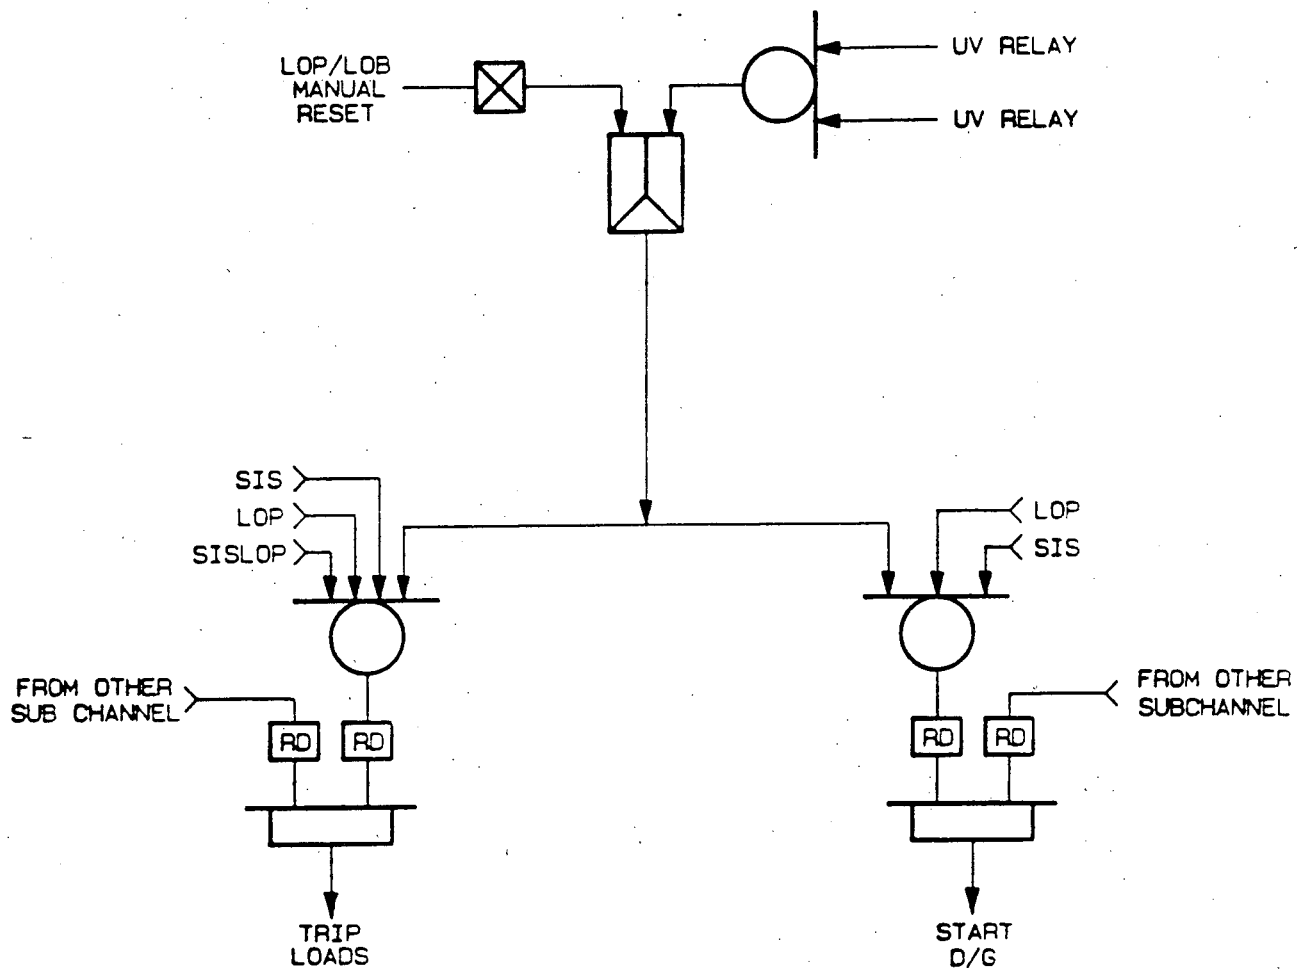 LOP/LOB
MANUAL
RESET
UV RELAY
UV RELAY
SIS
LOP
SISLOP
LOP
SIS
FROM OTHER
SUB CHANNEL
FROM OTHER
SUBCHANNEL
RD
RD
RD
RD
TRIP
LOADS
START
D/G